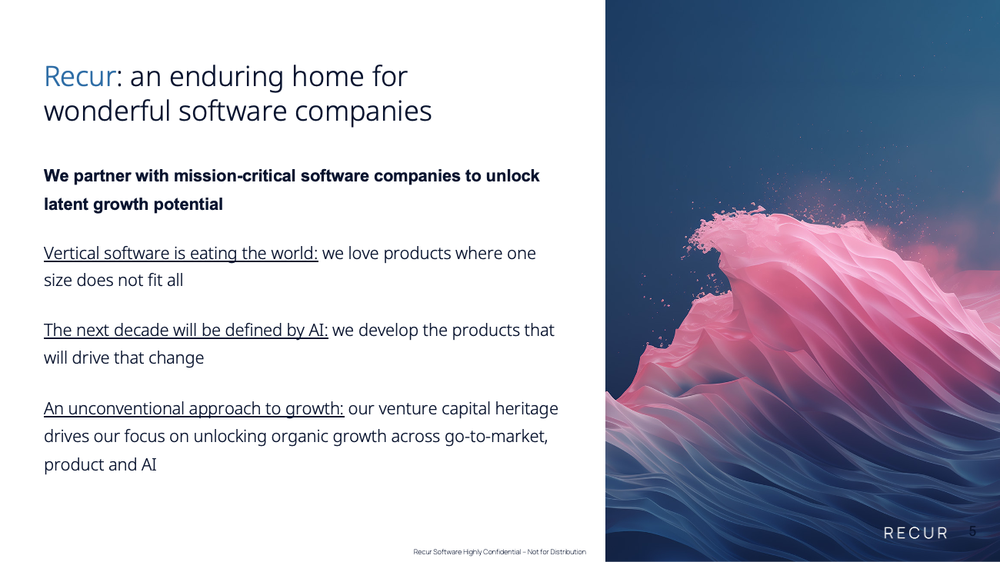 Recur: an enduring home for
wonderful software companies
We partner with mission-critical software companies to unlock
latent growth potential
Vertical software is eating the world: we love products where one
size does not fit all
The next decade will be defined by AI: we develop the products that
will drive that change
An unconventional approach to growth: our venture capital heritage
drives our focus on unlocking organic growth across go-to-market,
product and AI
RECUR 5
Recur Software Highly Confidential – Not for Distribution